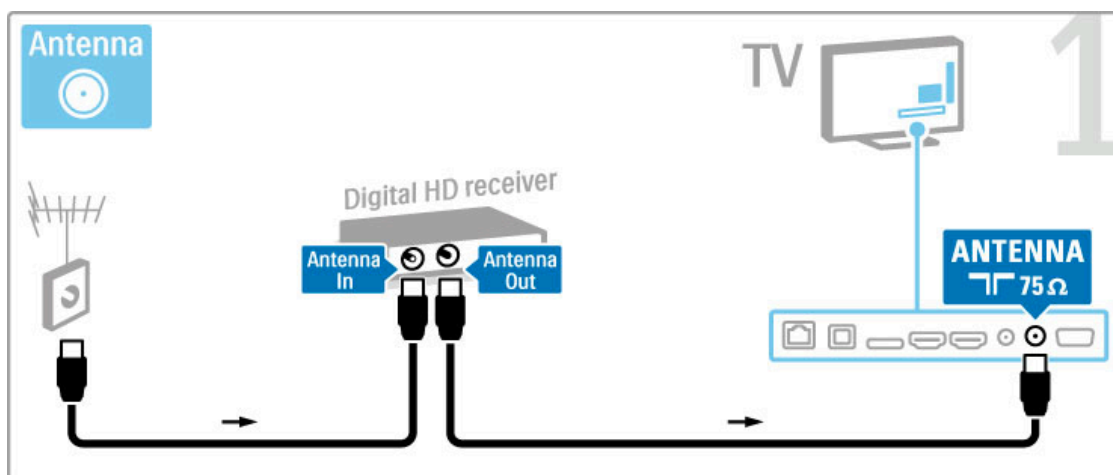 Antenna
TV
1
Digital HD receiver
Antenna
In
Antenna
Out
ANTENNA
75 Ω